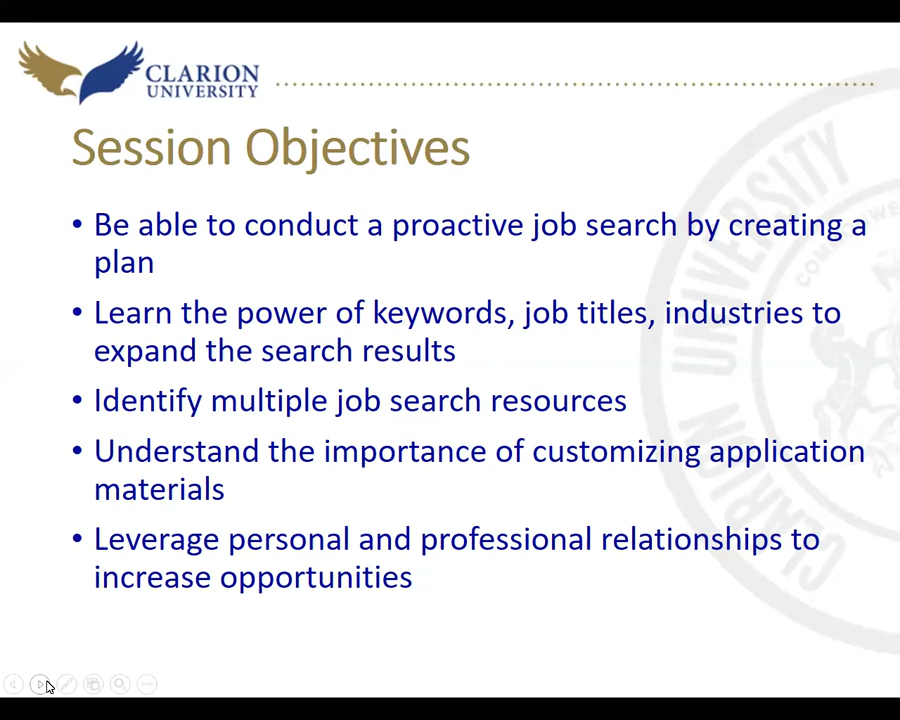 CLARION
UNIVERSITY
Session Objectives
• Be able to conduct a proactive job search by creating a
plan
• Learn the power of keywords, job titles, industries to
expand the search results
• Identify multiple job search resources
• Understand the importance of customizing application
materials
• Leverage personal and professional relationships to
increase opportunities
CLARION UNIVERSITY